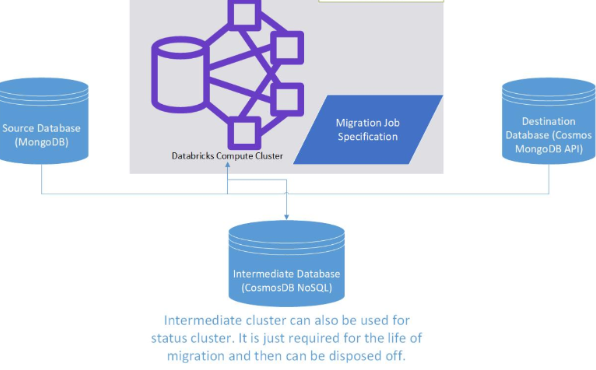 Source Database
(MongoDB)
Migration Job
Specification
Destination
Database (Cosmos
MongoDB API)
Databricks Compute Cluster
Intermediate Database
(CosmosDB NoSQL)
Intermediate cluster can also be used for
status cluster. It is just required for the life of
migration and then can be disposed off.